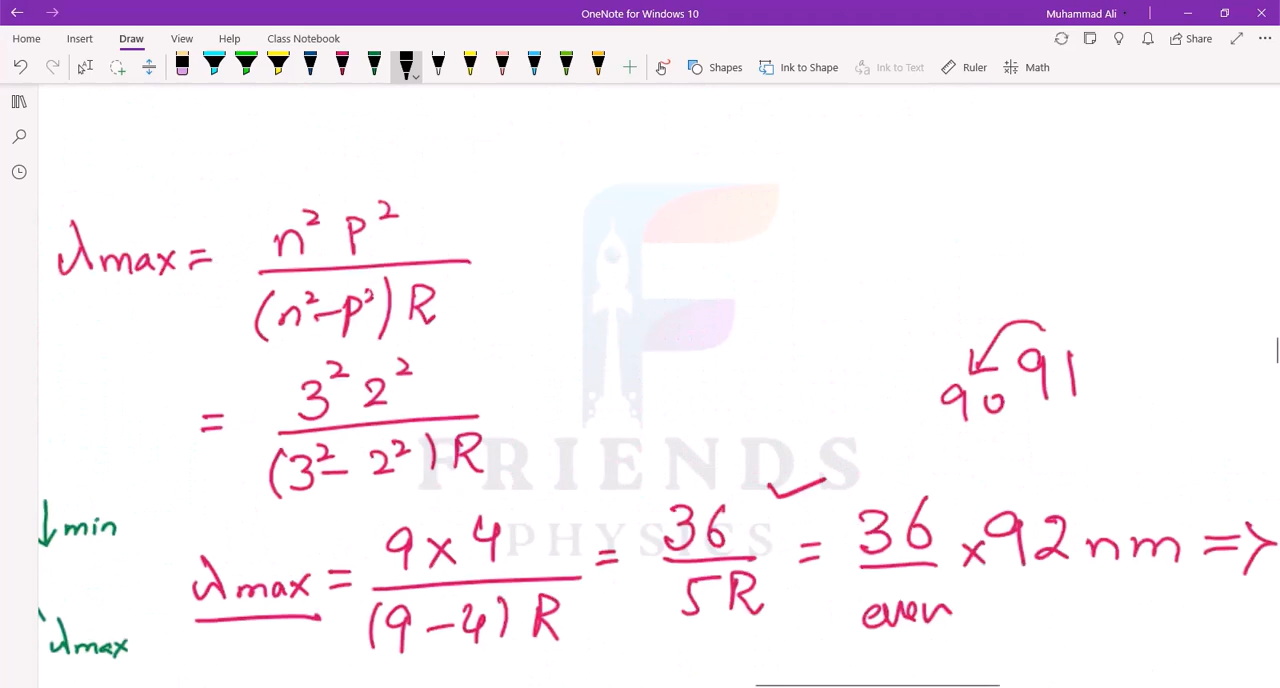 OneNote for Windows 10
Muhammad Ali
Home Insert Draw View Help Class Notebook
Share
Shapes Ink to Shape Ink to Text Ruler Math
λmax = n² p² / (n²-p²) R
= 3² 2² / (3²- 2²) R
91
90
FRIENDS
PHYSICS
↓min
λmax = 9 × 4 / (9 - 4) R = 36 / 5R = 36 / even × 92 nm =>
λmax